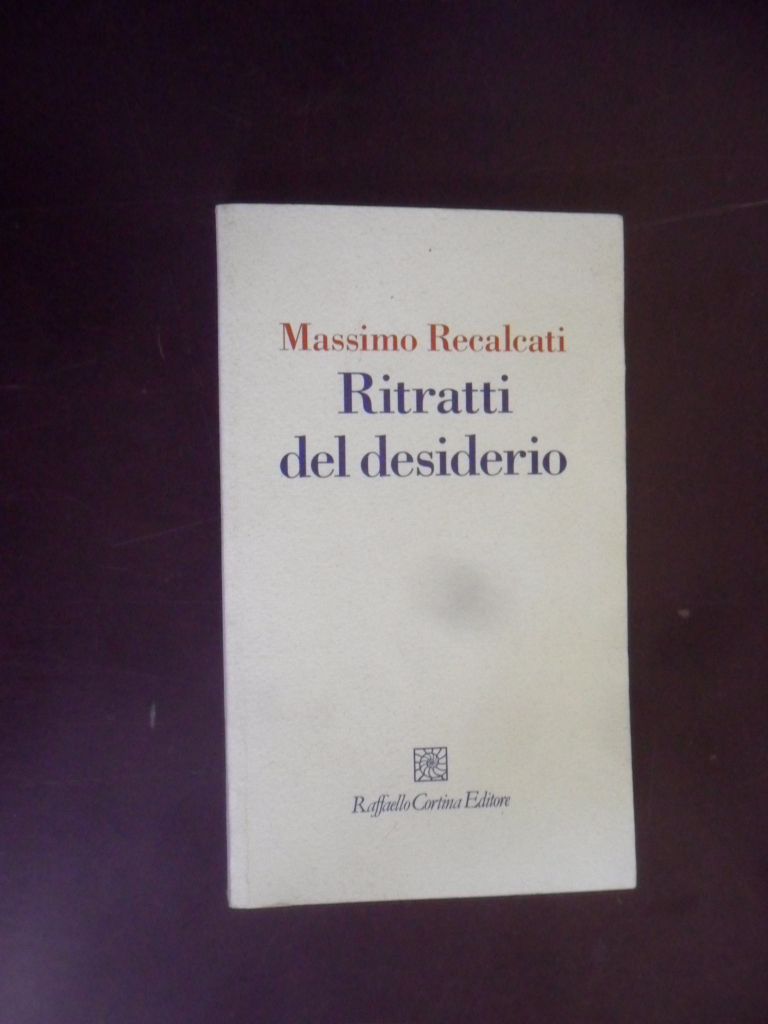 Massimo Recalcati
Ritratti
del desiderio
Raffaello Cortina Editore